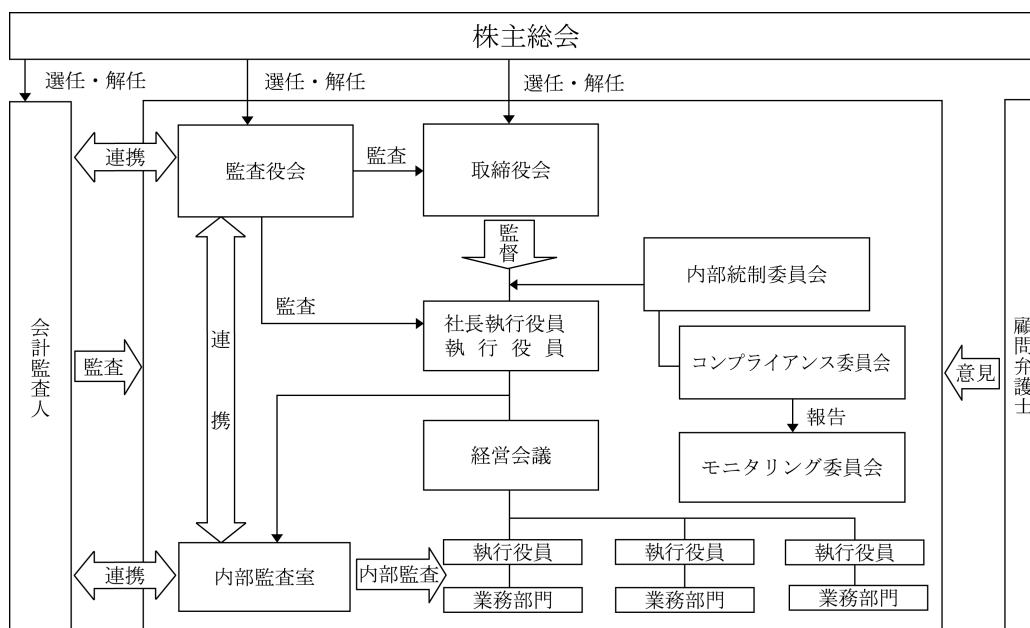 株主総会
選任・解任
選任・解任
選任・解任
連携
監査役会
監査
取締役会
監督
内部統制委員会
監査
社長執行役員
執行役員
連携
会計監査人
監査
コンプライアンス委員会
意見
顧問弁護士
報告
経営会議
モニタリング委員会
執行役員
執行役員
執行役員
連携
内部監査室
内部監査
業務部門
業務部門
業務部門